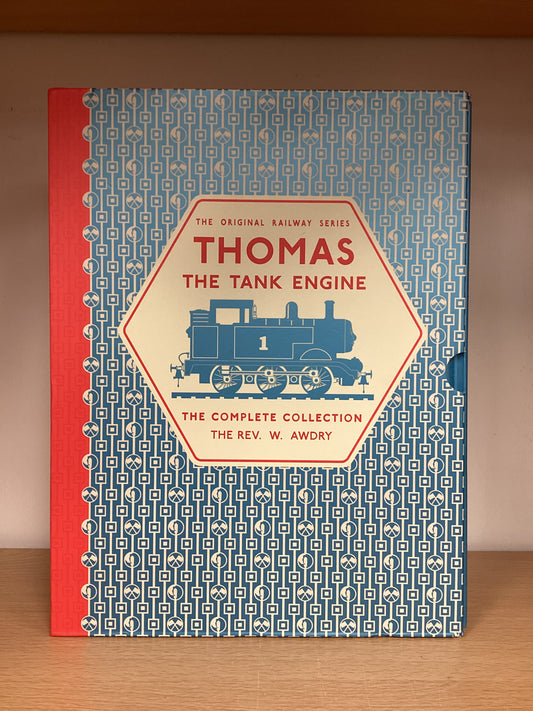 THE ORIGINAL RAILWAY SERIES
THOMAS
THE TANK ENGINE
1
THE COMPLETE COLLECTION
THE REV. W. AWDRY